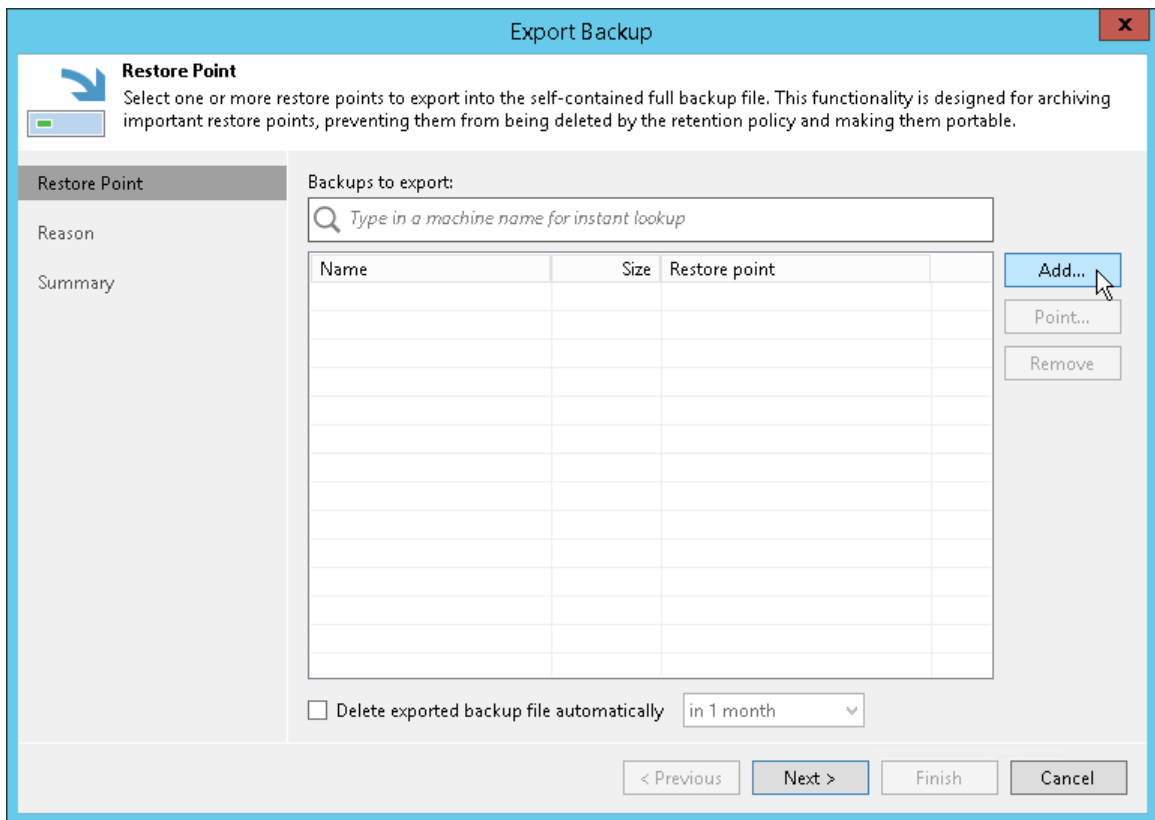 Export Backup
x
Restore Point
Select one or more restore points to export into the self-contained full backup file. This functionality is designed for archiving
important restore points, preventing them from being deleted by the retention policy and making them portable.
Restore Point
Reason
Summary
Backups to export:
Type in a machine name for instant lookup
Name Size Restore point
Add...
Point...
Remove
Delete exported backup file automatically in 1 month
< Previous Next > Finish Cancel